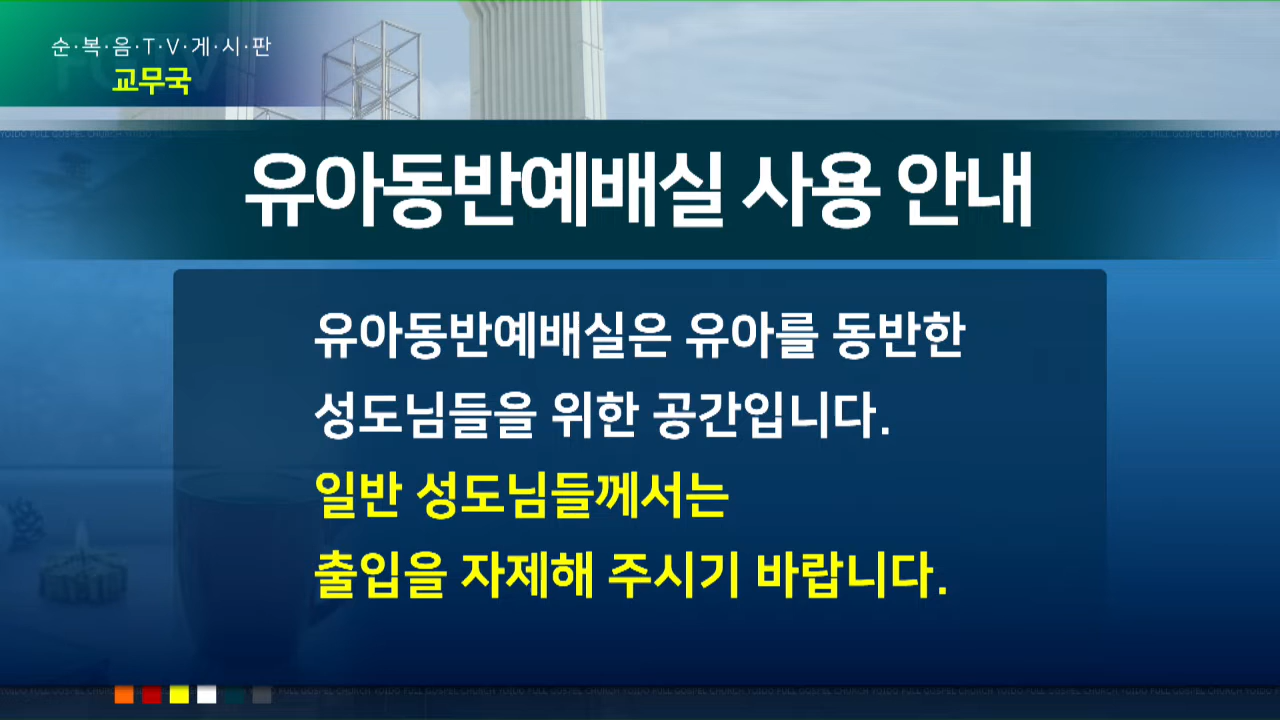 순·복·음·T·V·게·시·판
교무국
유아동반예배실 사용 안내
유아동반예배실은 유아를 동반한
성도님들을 위한 공간입니다.
일반 성도님들께서는
출입을 자제해 주시기 바랍니다.